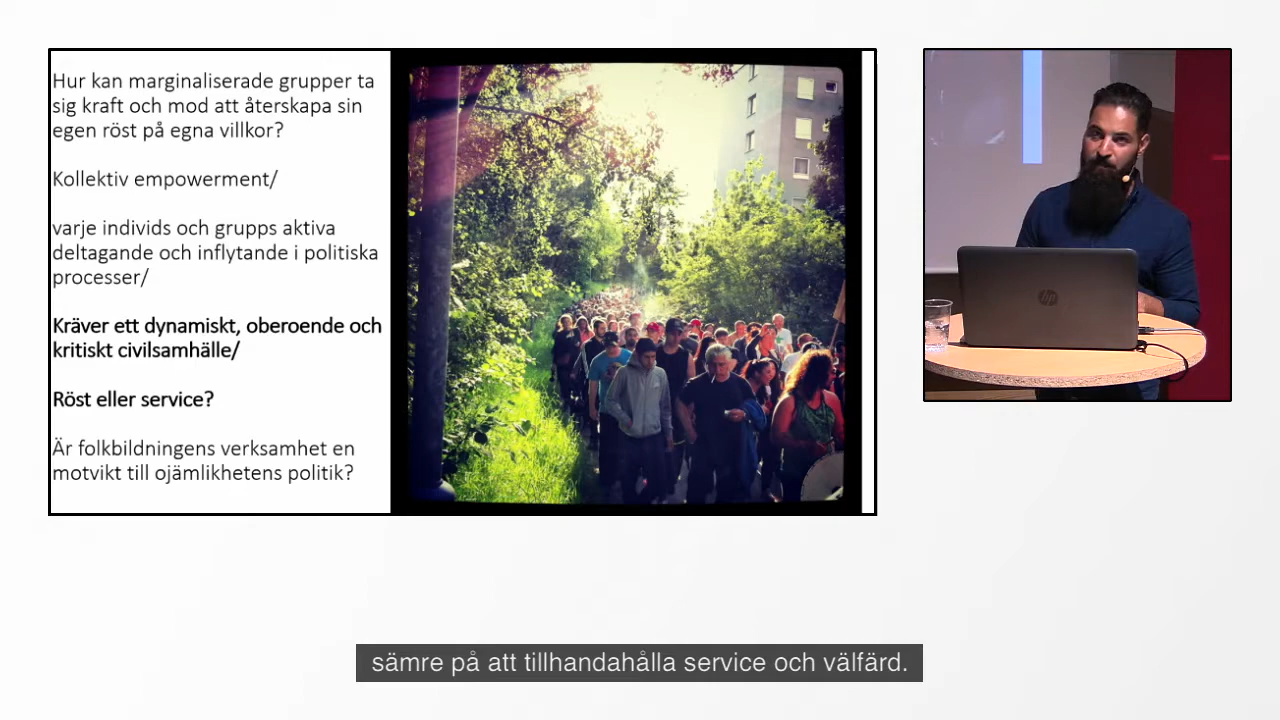 Hur kan marginaliserade grupper ta
sig kraft och mod att återskapa sin
egen röst på egna villkor?
Kollektiv empowerment/
varje individs och grupps aktiva
deltagande och inflytande i politiska
processer/
Kräver ett dynamiskt, oberoende och
kritiskt civilsamhälle/
Röst eller service?
Är folkbildningens verksamhet en
motvikt till ojämlikhetens politik?
hp
sämre på att tillhandahålla service och välfärd.